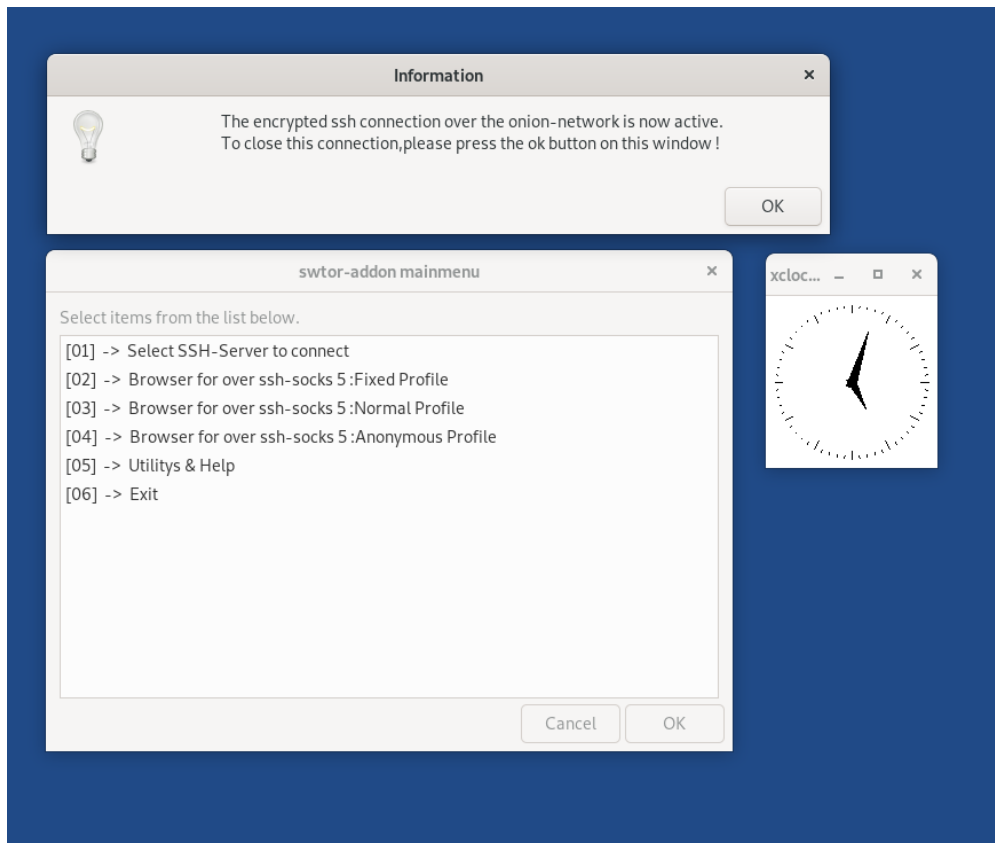 Information
The encrypted ssh connection over the onion-network is now active.
To close this connection,please press the ok button on this window !
OK
swtor-addon mainmenu
xcloc...
Select items from the list below.
[01] -> Select SSH-Server to connect
[02] -> Browser for over ssh-socks 5 :Fixed Profile
[03] -> Browser for over ssh-socks 5 :Normal Profile
[04] -> Browser for over ssh-socks 5 :Anonymous Profile
[05] -> Utilitys & Help
[06] -> Exit
Cancel
OK